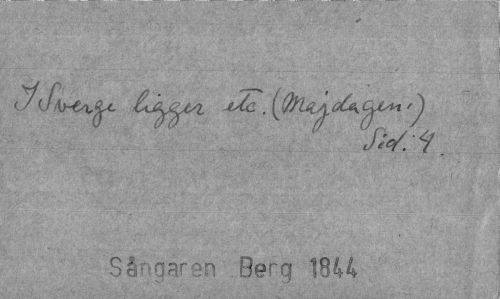 I Sverge ligger etc. (Majdagen.)
Sid. 4.
Sångaren Berg 1844